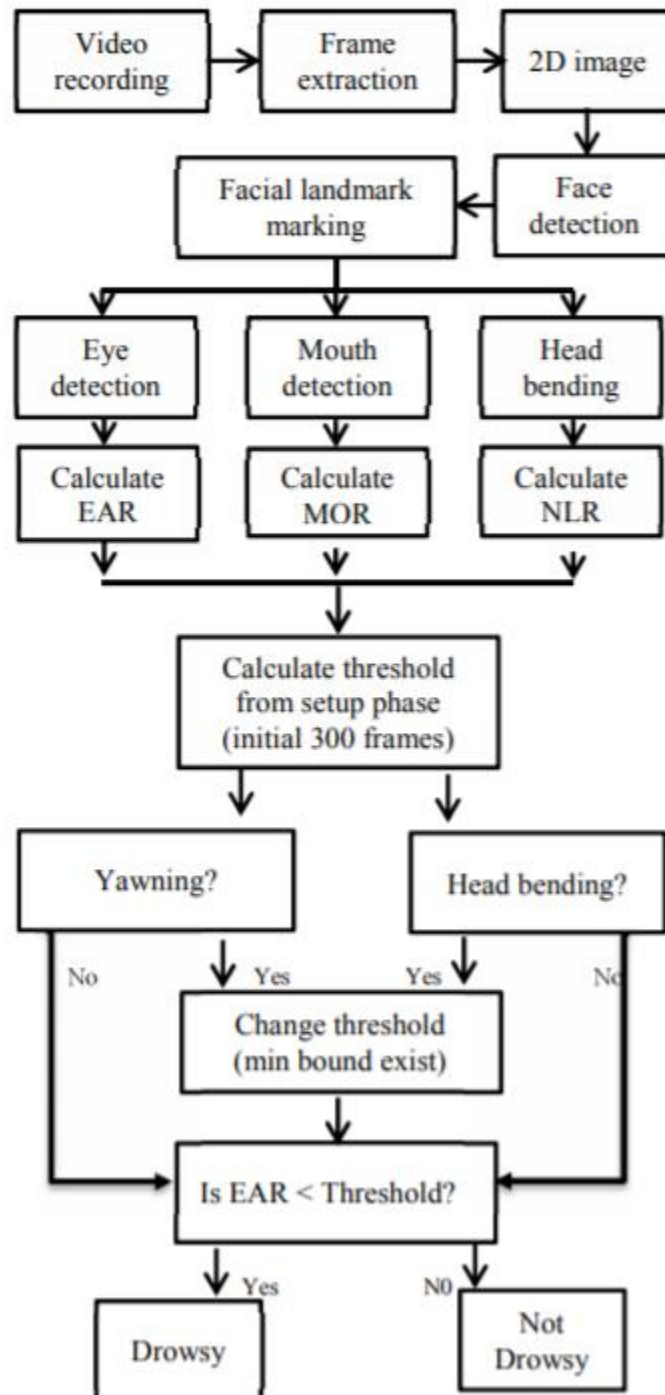 Video
recording
Frame
extraction
2D image
Facial landmark
marking
Face
detection
Eye
detection
Mouth
detection
Head
bending
Calculate
EAR
Calculate
MOR
Calculate
NLR
Calculate threshold
from setup phase
(initial 300 frames)
Yawning?
Head bending?
No
Yes
Yes
No
Change threshold
(min bound exist)
Is EAR < Threshold?
Yes
N0
Drowsy
Not
Drowsy